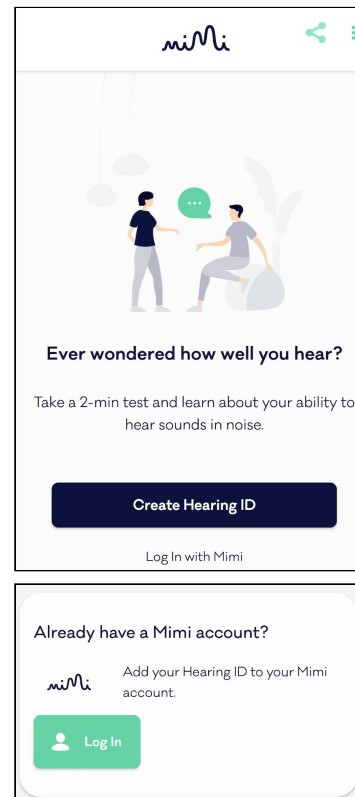 miMi
Ever wondered how well you hear?
Take a 2-min test and learn about your ability to
hear sounds in noise.
Create Hearing ID
Log In with Mimi
Already have a Mimi account?
miMi
Add your Hearing ID to your Mimi
account.
Log In